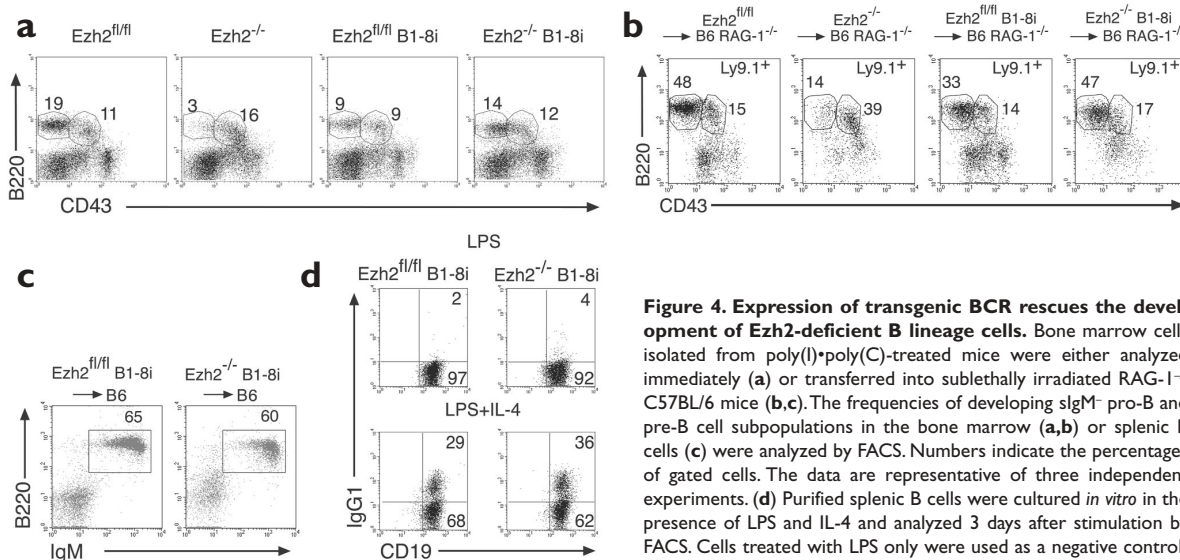 a
Ezh2fl/fl
Ezh2-/-
Ezh2fl/fl B1-8i
Ezh2-/- B1-8i
19
11
3
16
9
9
14
12
B220
CD43
b
Ezh2fl/fl
→ B6 RAG-1-/-
Ezh2-/-
→ B6 RAG-1-/-
Ezh2fl/fl B1-8i
→ B6 RAG-1-/-
Ezh2-/- B1-8i
→ B6 RAG-1-/-
Ly9.1+
Ly9.1+
Ly9.1+
Ly9.1+
48
15
14
39
33
14
47
17
B220
CD43
c
Ezh2fl/fl B1-8i
→ B6
Ezh2-/- B1-8i
→ B6
65
60
B220
IgM
d
LPS
Ezh2fl/fl B1-8i
Ezh2-/- B1-8i
2
97
4
92
LPS+IL-4
29
68
36
62
IgG1
CD19
Figure 4. Expression of transgenic BCR rescues the devel-
opment of Ezh2-deficient B lineage cells. Bone marrow cell
isolated from poly(I)•poly(C)-treated mice were either analyzed
immediately (a) or transferred into sublethally irradiated RAG-1-
C57BL/6 mice (b,c). The frequencies of developing sIgM- pro-B and
pre-B cell subpopulations in the bone marrow (a,b) or splenic
cells (c) were analyzed by FACS. Numbers indicate the percentage
of gated cells. The data are representative of three independen
experiments. (d) Purified splenic B cells were cultured in vitro in the
presence of LPS and IL-4 and analyzed 3 days after stimulation b
FACS. Cells treated with LPS only were used as a negative control